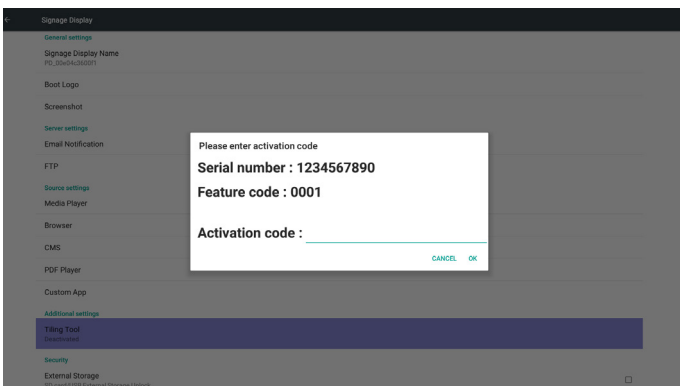 Signage Display
General settings
Signage Display Name
Boot Logo
Screenshot
Server settings
Email Notification
FTP
Source settings
Media Player
Browser
CMS
PDF Player
Custom App
Additional settings
Tiling Tool
Deactivated
Security
External Storage
Please enter activation code
Serial number : 1234567890
Feature code : 0001
Activation code :
CANCEL OK